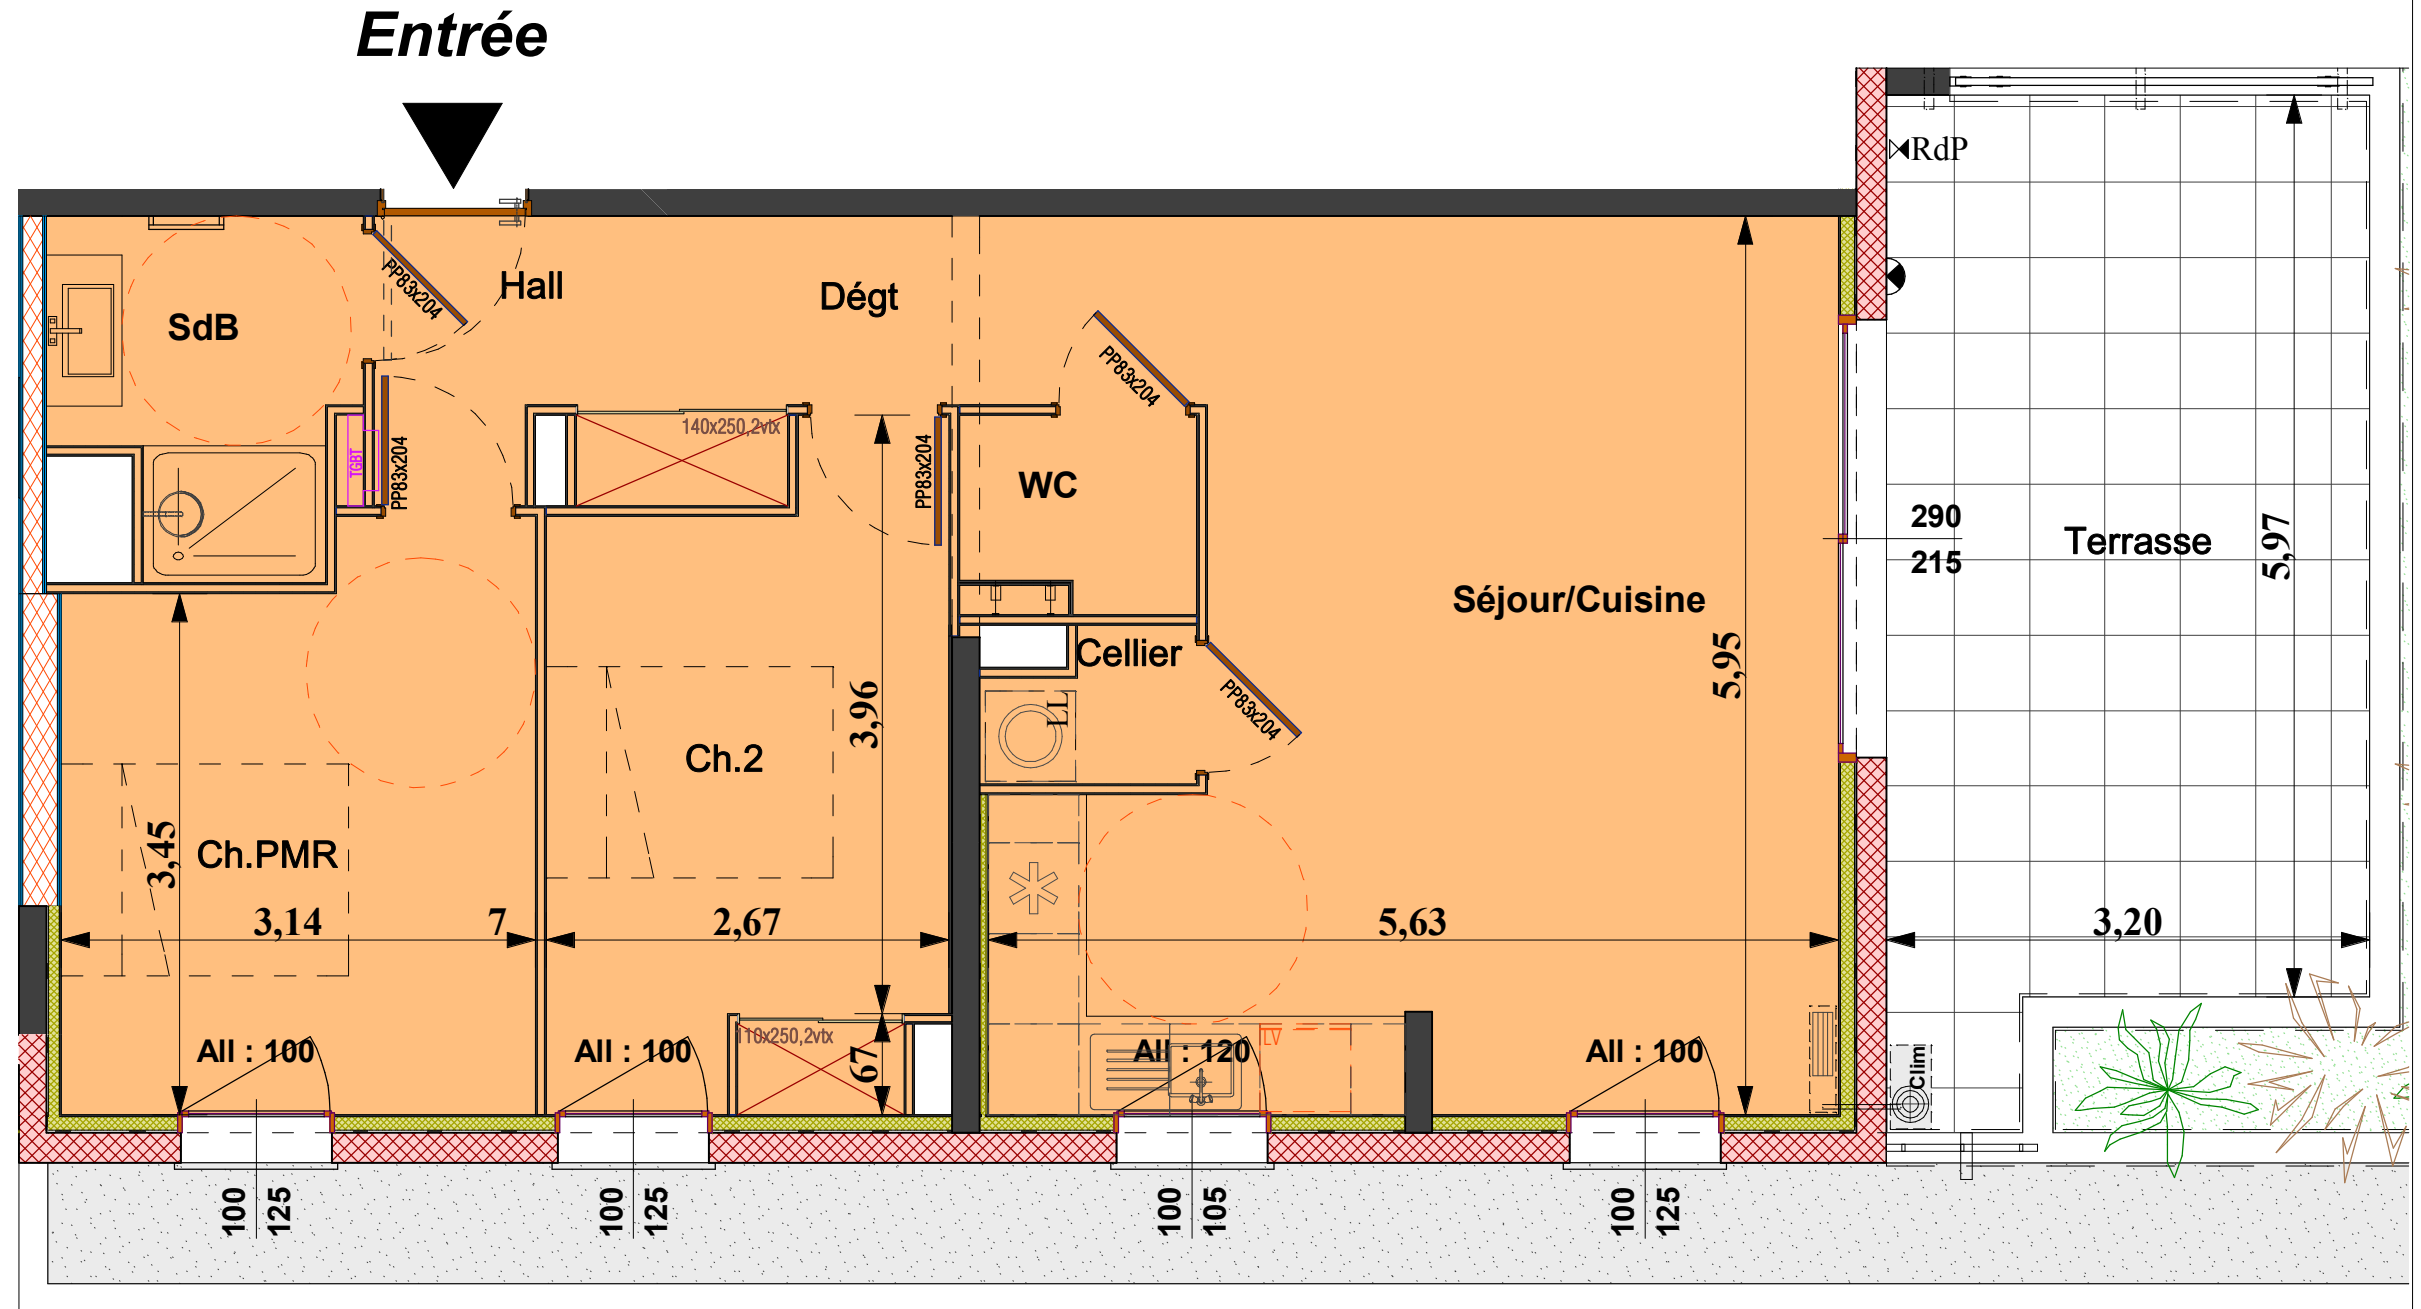 Entrée
RdP
PP83x204
Hall
Dégt
SdB
PP83x204
140x250,2vtx
TGBT
PP83x204
PP83x204
WC
290
215
Terrasse
5,97
Séjour/Cuisine
Cellier
5,95
PP83x204
LL
3,96
Ch.2
3,45
Ch.PMR
3,14
7
2,67
5,63
3,20
All : 100
All : 100
110x250,2vtx
67
All : 120
LV
All : 100
Clim
100
125
100
125
100
105
100
125